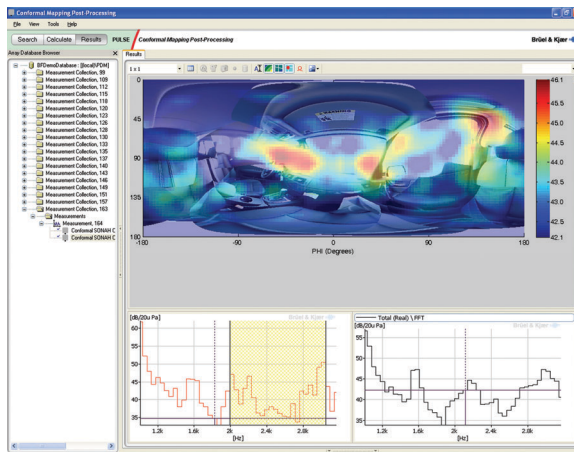 Conformal Mapping Post-Processing
File View Tools Help
Search Calculate Results PULSE Conformal Mapping Post-Processing Brüel & Kjær
Array Database Browser
Results
BFDemoDatabase : [(local)\FDM]
Measurement Collection, 99
Measurement Collection, 109
Measurement Collection, 112
Measurement Collection, 115
Measurement Collection, 118
Measurement Collection, 120
Measurement Collection, 123
Measurement Collection, 126
Measurement Collection, 128
Measurement Collection, 130
Measurement Collection, 133
Measurement Collection, 135
Measurement Collection, 137
Measurement Collection, 140
Measurement Collection, 143
Measurement Collection, 146
Measurement Collection, 149
Measurement Collection, 151
Measurement Collection, 157
Measurement Collection, 163
Measurements
Measurement, 164
Conformal SONAH C
Conformal SONAH C
1 x 1
0
45
90
135
180
-180 -90 0 90 180
PHI (Degrees)
46.1
45.5
45.0
44.5
44.0
43.5
43.0
42.5
42.1
[dB/20u Pa] Brüel & Kjær
60
55
50
45
40
35
1.2k 1.6k 2k 2.4k 2.8k
[Hz]
Total (Real) \ FFT
[dB/20u Pa] Brüel & Kjær
55
50
45
40
35
1.2k 1.6k 2k 2.4k 2.8k
[Hz]